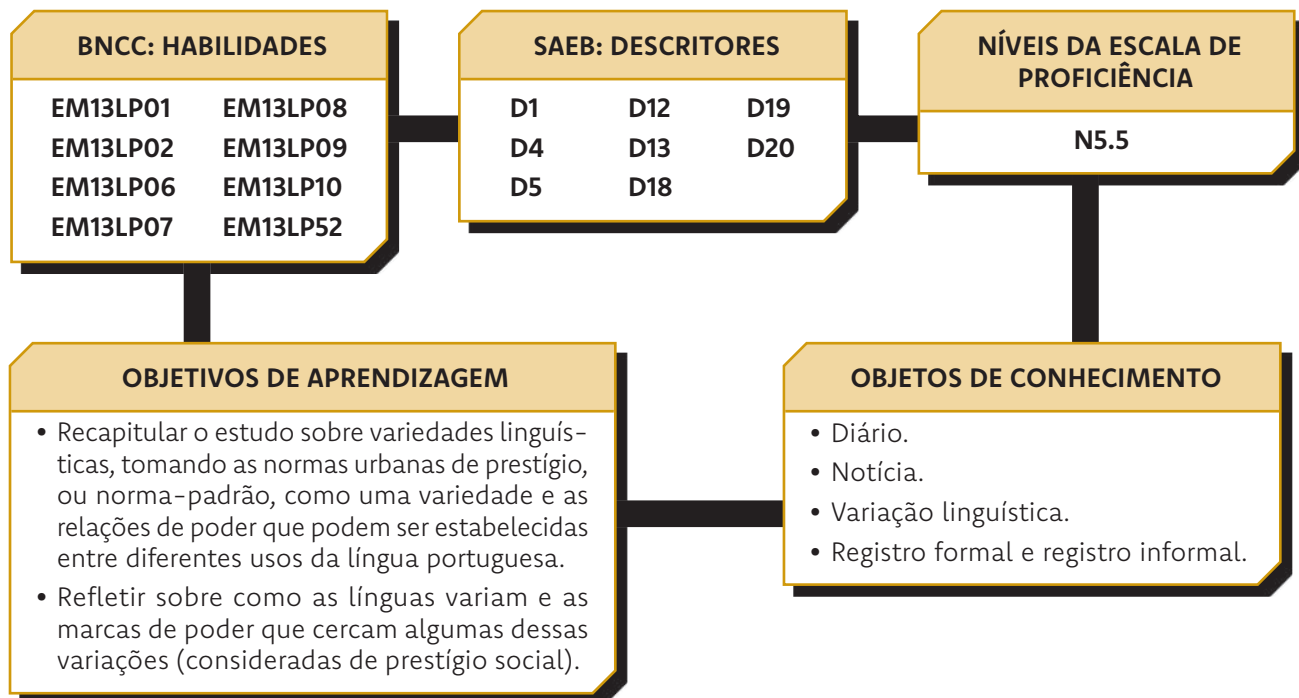 BNCC: HABILIDADES
EM13LP01 EM13LP08
EM13LP02 EM13LP09
EM13LP06 EM13LP10
EM13LP07 EM13LP52
SAEB: DESCRITORES
D1 D12 D19
D4 D13 D20
D5 D18
NÍVEIS DA ESCALA DE
PROFICIÊNCIA
N5.5
OBJETIVOS DE APRENDIZAGEM
• Recapitular o estudo sobre variedades linguís-
ticas, tomando as normas urbanas de prestígio,
ou norma-padrão, como uma variedade e as
relações de poder que podem ser estabelecidas
entre diferentes usos da língua portuguesa.
• Refletir sobre como as línguas variam e as
marcas de poder que cercam algumas dessas
variações (consideradas de prestígio social).
OBJETOS DE CONHECIMENTO
• Diário.
• Notícia.
• Variação linguística.
• Registro formal e registro informal.